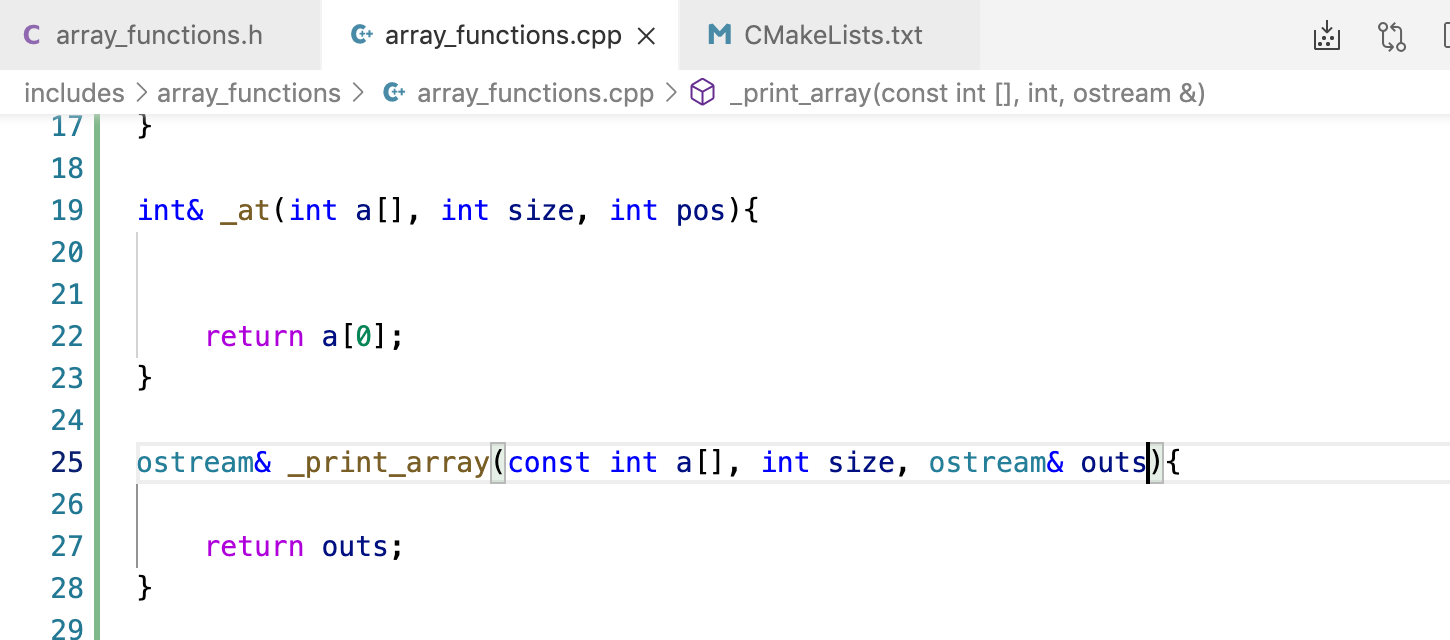 C array_functions.h C++ array_functions.cpp × M CMakeLists.txt
includes > array_functions > C++ array_functions.cpp > _print_array(const int [], int, ostream &)
17 }
18
19 int& _at(int a[], int size, int pos){
20
21
22     return a[0];
23 }
24
25 ostream& _print_array(const int a[], int size, ostream& outs){
26
27     return outs;
28 }
29